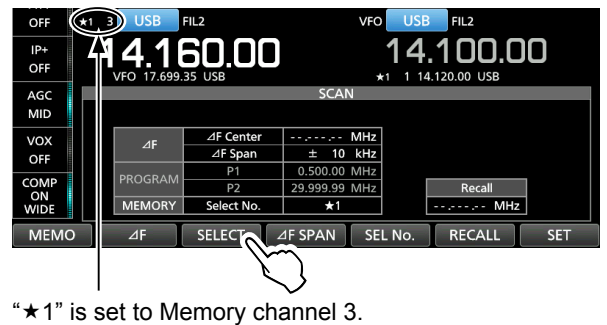 OFF ★1 3 USB FIL2 VFO USB FIL2
IP+
OFF
14.160.00 14.100.00
VFO 17.699.35 USB ★1 1 14.120.00 USB
AGC
MID
SCAN
VOX
OFF
⊿F ⊿F Center --.---.-- MHz
⊿F Span ± 10 kHz
COMP
ON
WIDE
PROGRAM P1 0.500.00 MHz
P2 29.999.99 MHz Recall
MEMORY Select No. ★1 --.---.-- MHz
MEMO ⊿F SELECT ⊿F SPAN SEL No. RECALL SET
“★1” is set to Memory channel 3.